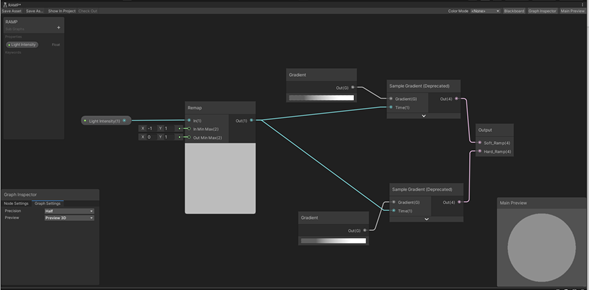 Save Asset
Save As...
Show In Project
Check Out
Color Mode
Blackboard
Graph Inspector
Main Preview
RAMP
Light Intensity
Light Intensity(1)
Remap
In(1)
Out(1)
X -1 Y 1
In Min Max(2)
X 0 Y 1
Out Min Max(2)
Gradient
Out(G)
Sample Gradient (Deprecated)
Gradient(G)
Out(4)
Time(1)
Output
Soft_Ramp(4)
Hard_Ramp(4)
Sample Gradient (Deprecated)
Gradient(G)
Out(4)
Time(1)
Gradient
Out(G)
Graph Inspector
Node Settings
Graph Settings
Precision
Half
Preview
Preview 3D
Main Preview